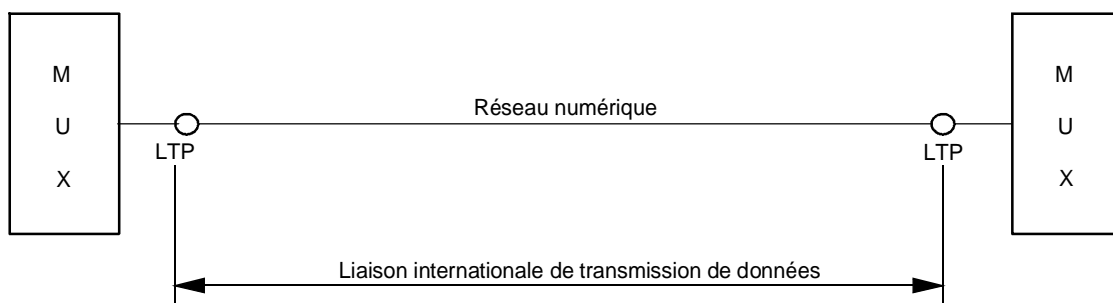 M
U
X
Réseau numérique
LTP
LTP
M
U
X
Liaison internationale de transmission de données